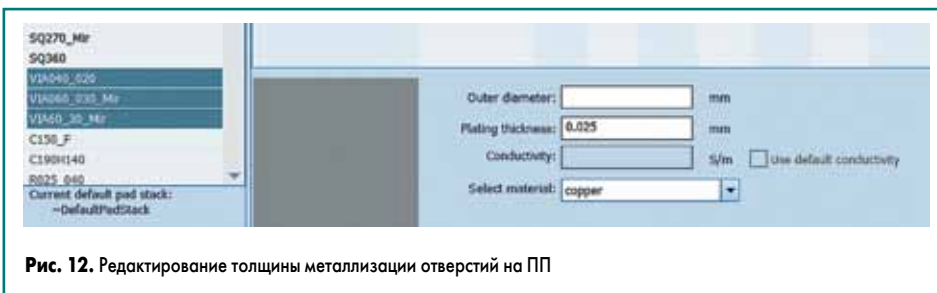 SQ270_Mir
SQ360
VIA040_020
VIA060_030_Mir
VIA60_30_Mir
C150_F
C190H140
R025_040
Current default pad stack:
~DefaultPadStack
Outer diameter: mm
Plating thickness: 0.025 mm
Conductivity: S/m Use default conductivity
Select material: copper
Рис. 12. Редактирование толщины металлизации отверстий на ПП